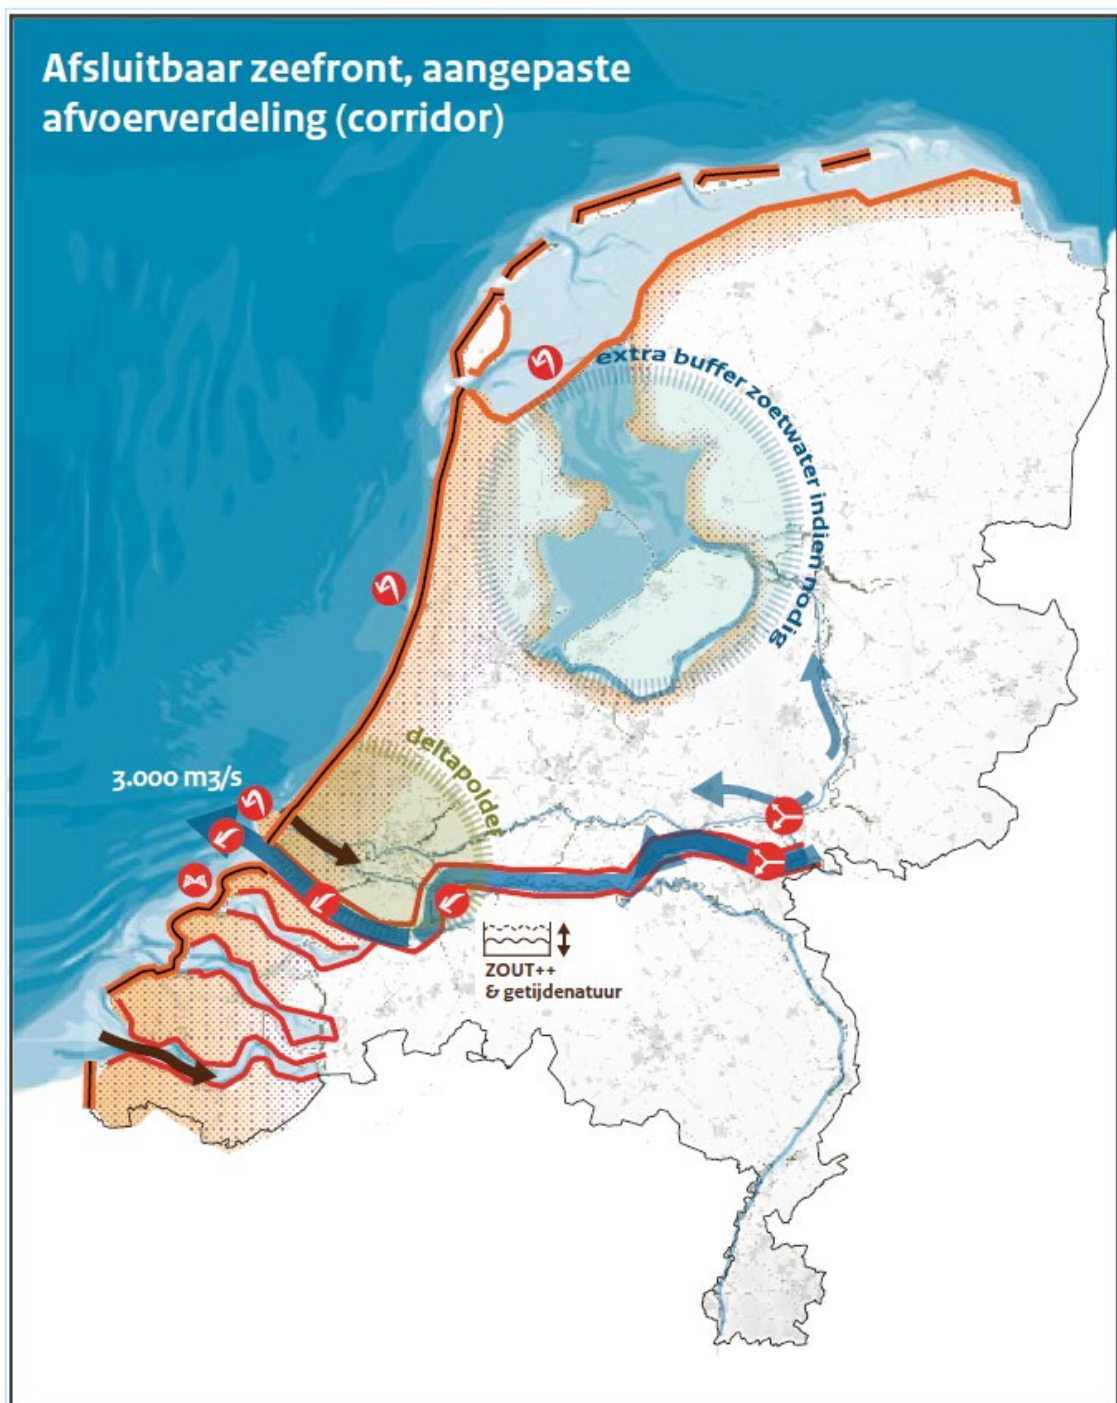 Afsluitbaar zeefront, aangepaste
afvoerverdeling (corridor)
extra buffer zoetwater indien nodig
deltapolder
3.000 m3/s
ZOUT++
& getijdenatuur